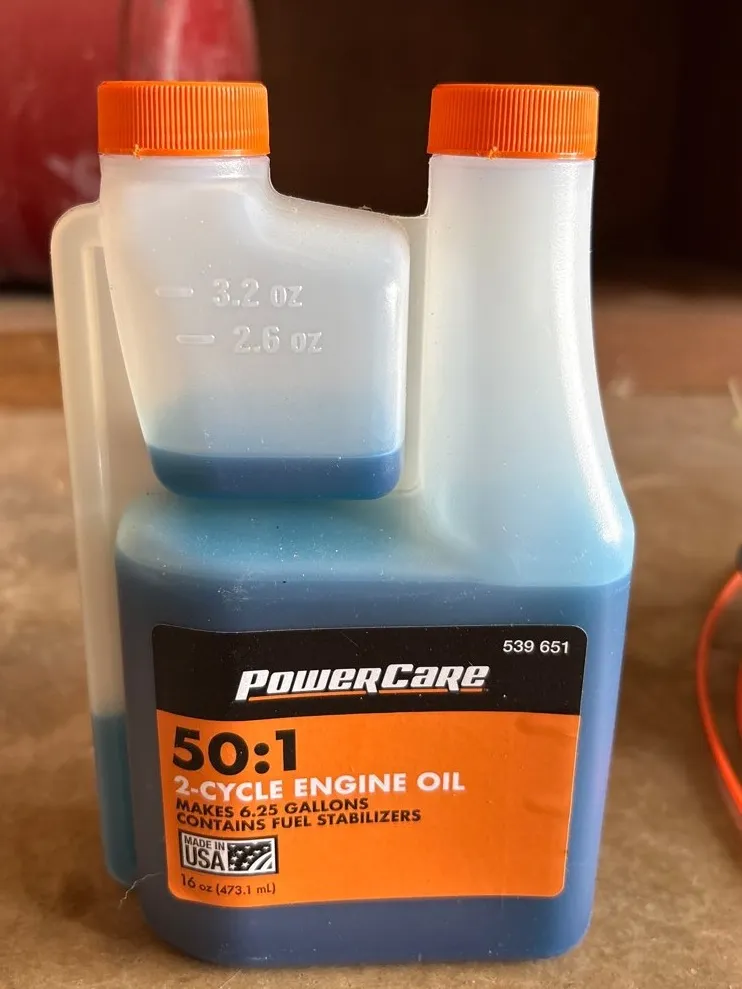 3.2 oz
2.6 oz
539 651
POWERCARE
50:1
2-CYCLE ENGINE OIL
MAKES 6.25 GALLONS
CONTAINS FUEL STABILIZERS
MADE IN
USA
16 oz (473.1 mL)